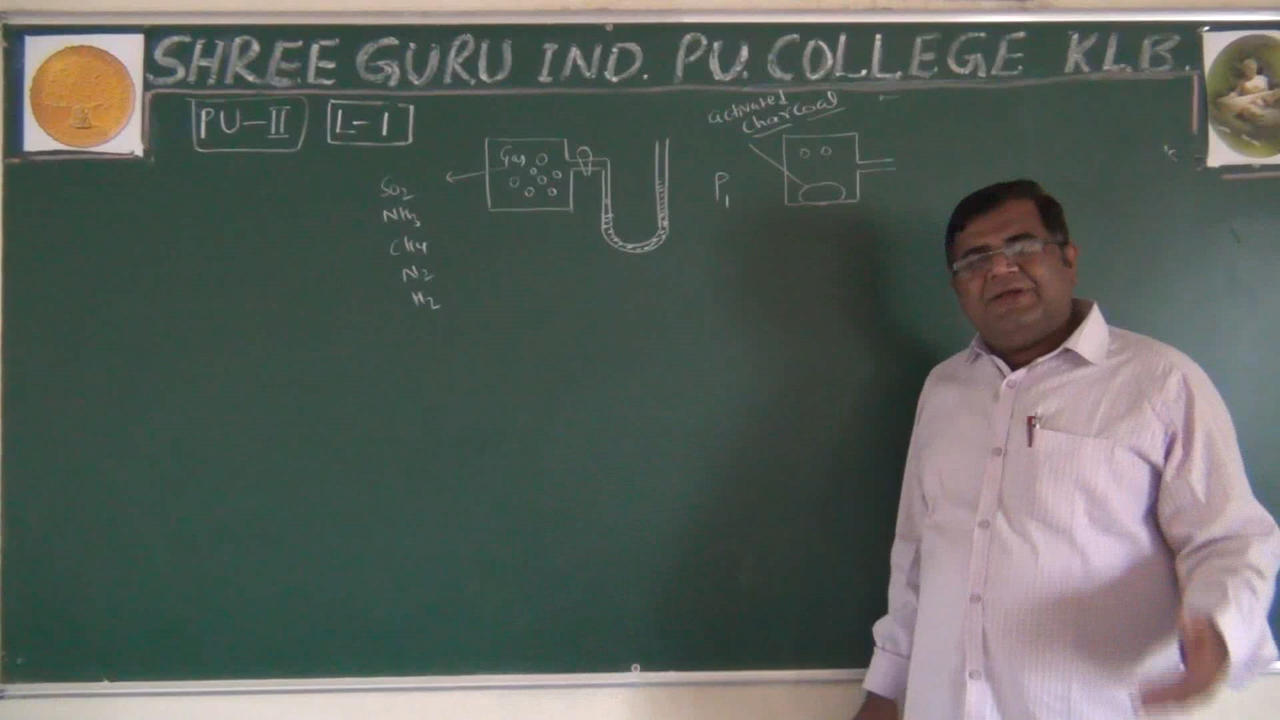 SHREE GURU IND. PU. COLLEGE KLB.
PU-II L-1
activated
charcoal
Gas
P1
SO2
NH3
CH4
N2
H2